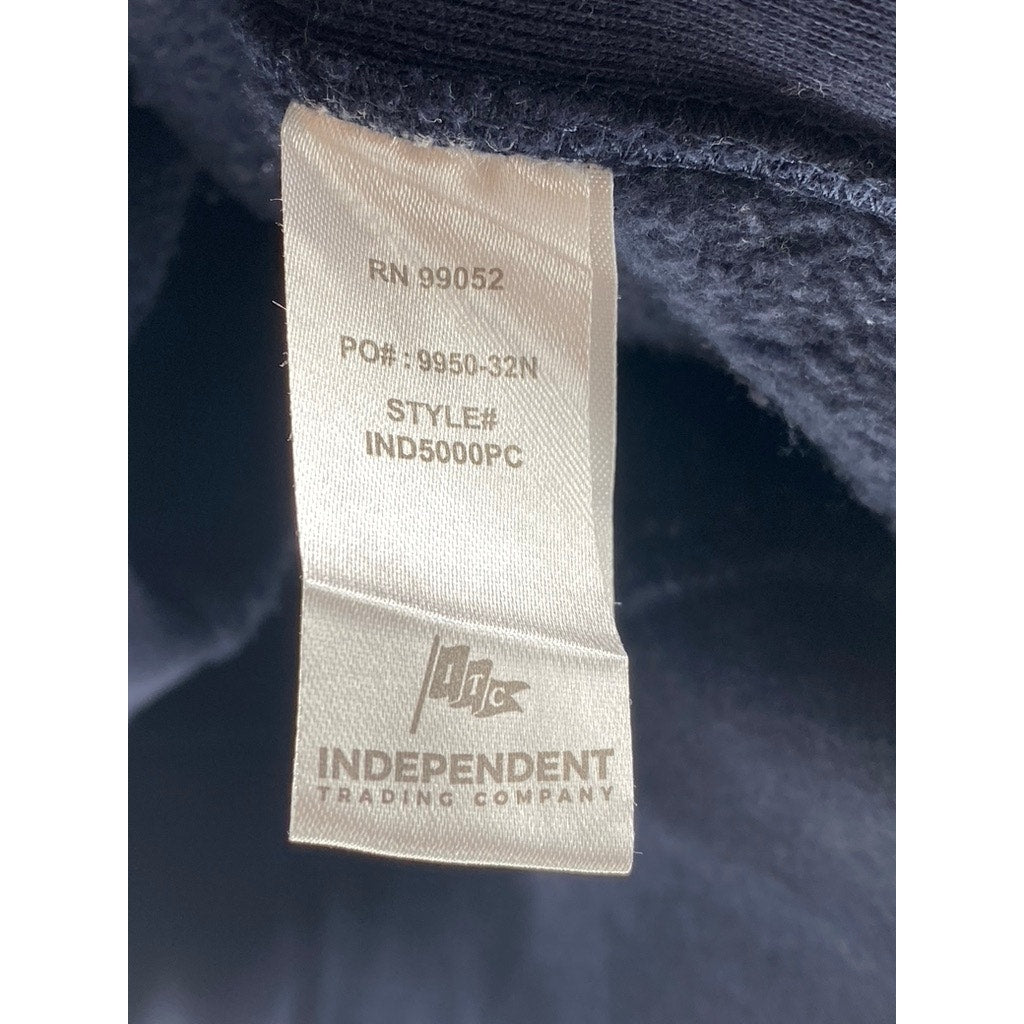 RN 99052
PO# : 9950-32N
STYLE#
IND5000PC
ITC
INDEPENDENT
TRADING COMPANY